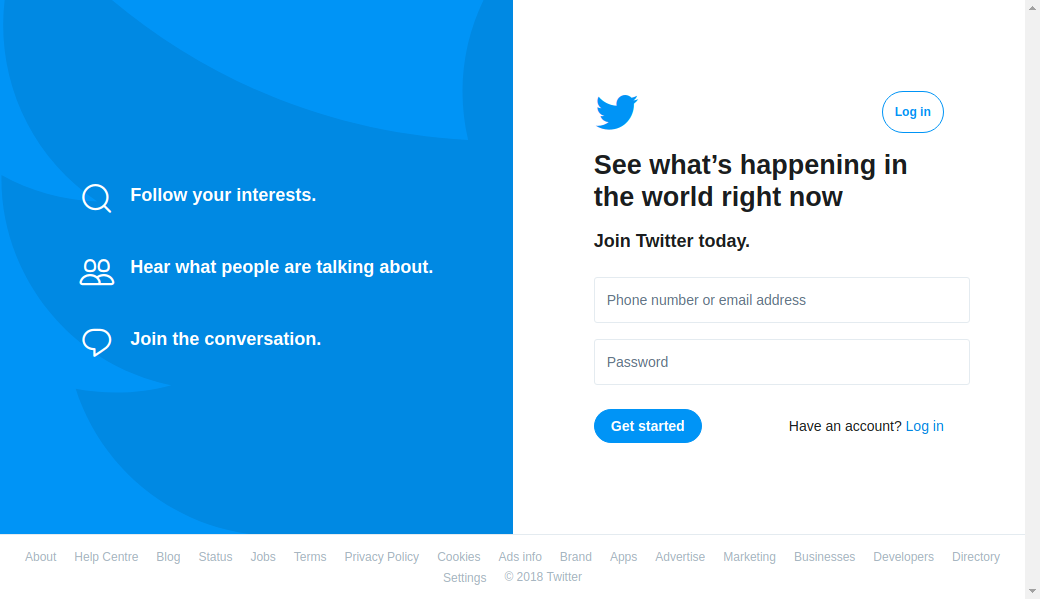 Follow your interests.
Hear what people are talking about.
Join the conversation.
Log in
See what’s happening in
the world right now
Join Twitter today.
Phone number or email address
Password
Get started
Have an account? Log in
About Help Centre Blog Status Jobs Terms Privacy Policy Cookies Ads info Brand Apps Advertise Marketing Businesses Developers Directory
Settings © 2018 Twitter